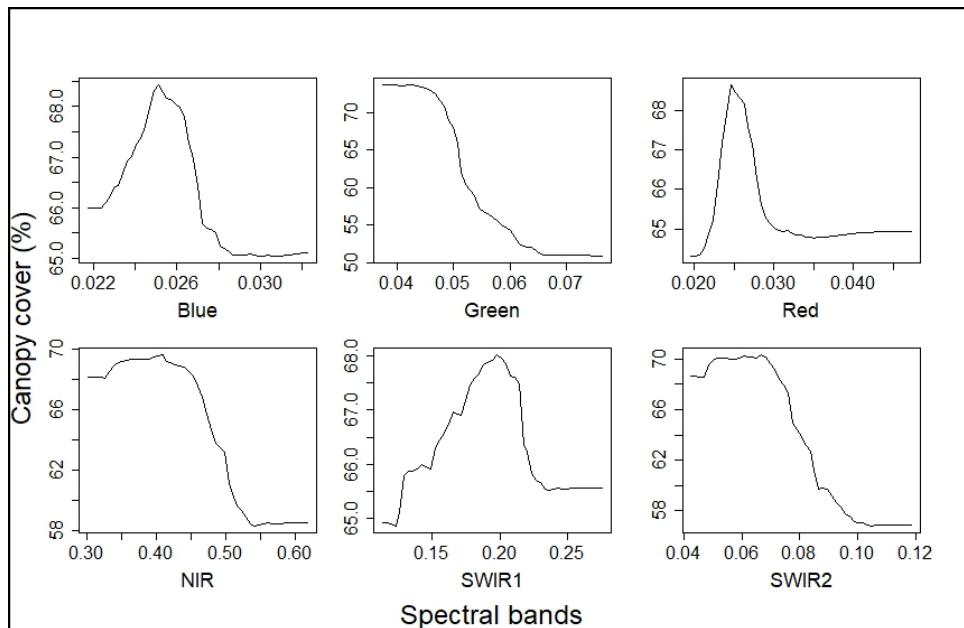 Canopy cover (%)
65.0 66.0 67.0 68.0
0.022 0.026 0.030
Blue
50 55 60 65 70
0.04 0.05 0.06 0.07
Green
65 66 67 68
0.020 0.030 0.040
Red
58 62 66 70
0.30 0.40 0.50 0.60
NIR
65.0 66.0 67.0 68.0
0.15 0.20 0.25
SWIR1
58 62 66 70
0.04 0.06 0.08 0.10 0.12
SWIR2
Spectral bands